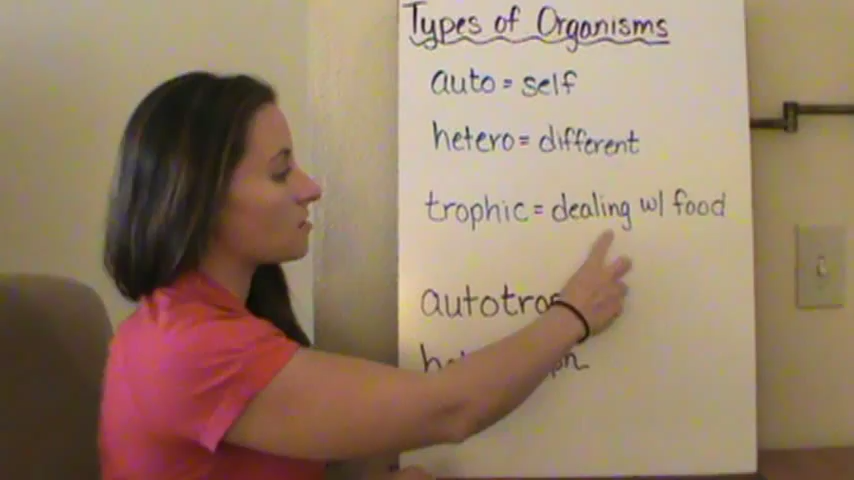 Types of Organisms
auto = self
hetero = different
trophic = dealing w/ food